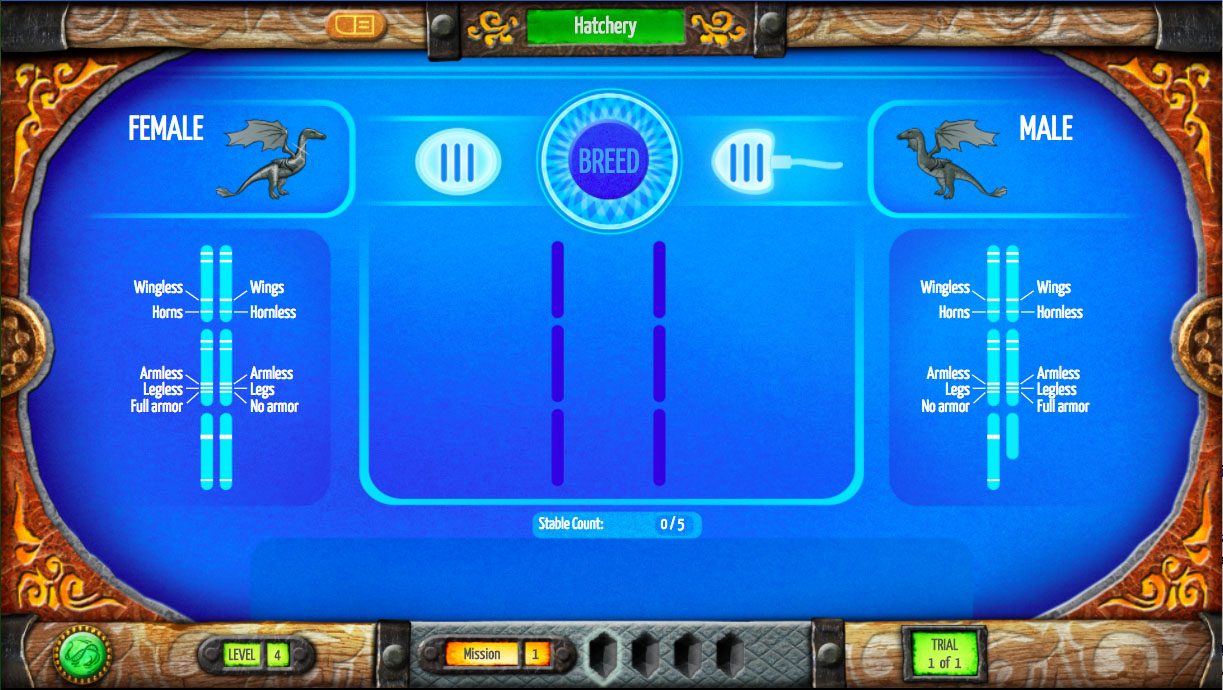 Hatchery
FEMALE
BREED
MALE
Wingless
Wings
Horns
Hornless
Armless
Armless
Legless
Legs
Full armor
No armor
Wingless
Wings
Horns
Hornless
Armless
Armless
Legs
Legless
No armor
Full armor
Stable Count: 0 / 5
LEVEL 4
Mission 1
TRIAL
1 of 1